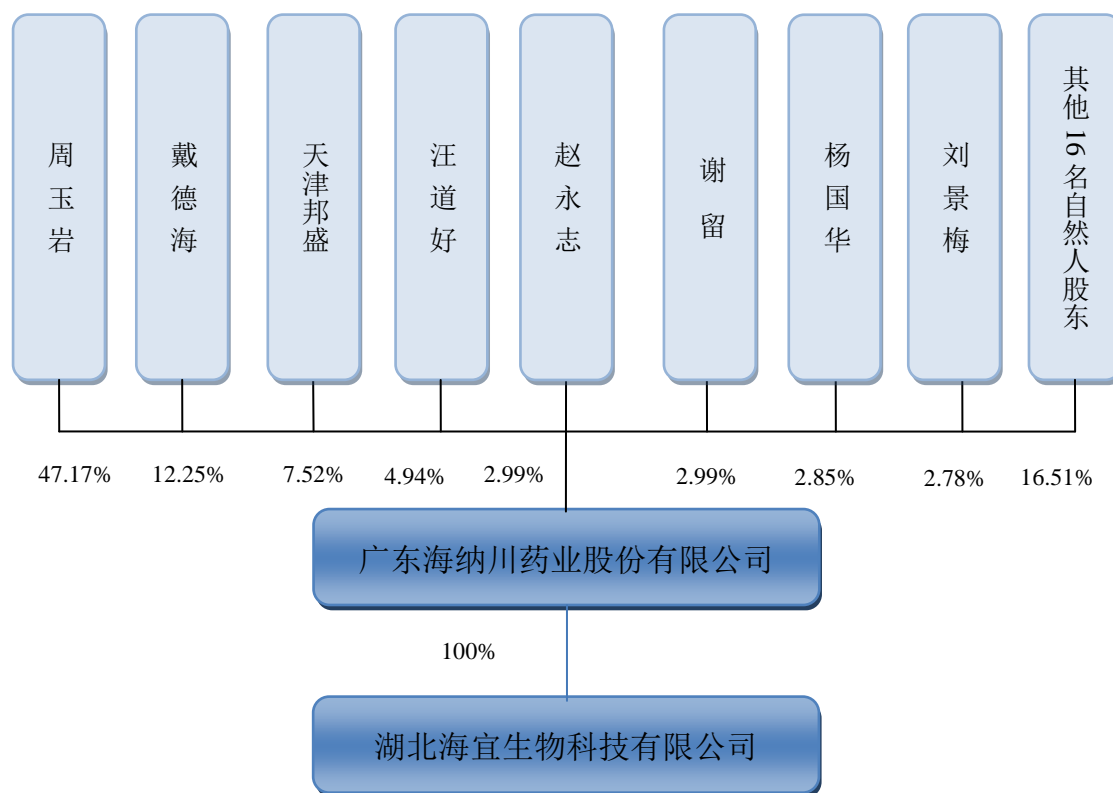 周玉岩
戴德海
天津邦盛
汪道好
赵永志
谢留
杨国华
刘景梅
其他16名自然人股东
47.17%
12.25%
7.52%
4.94%
2.99%
2.99%
2.85%
2.78%
16.51%
广东海纳川药业股份有限公司
100%
湖北海宜生物科技有限公司